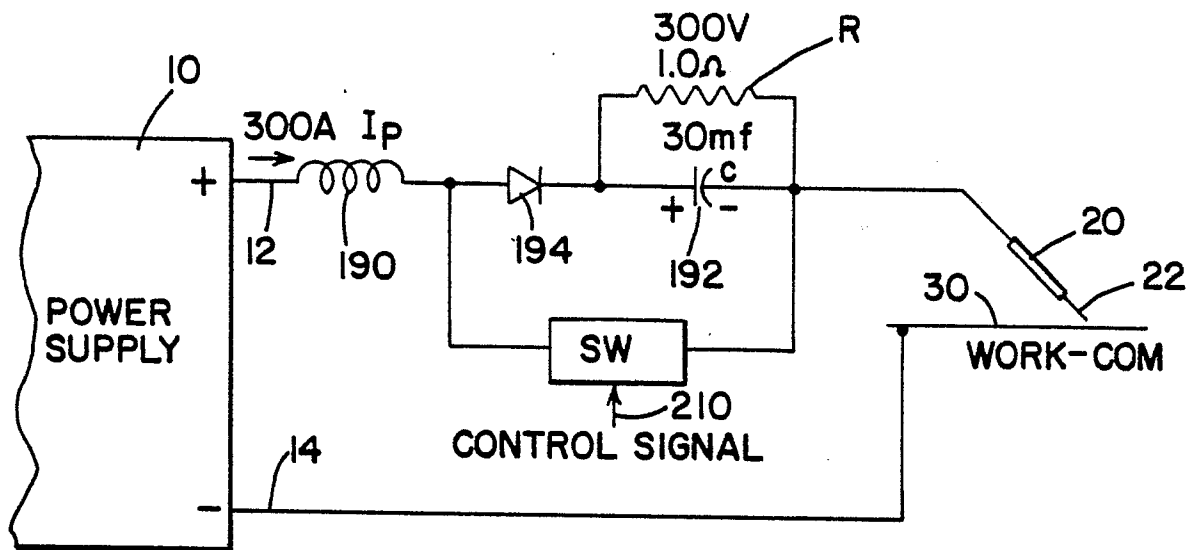 300V
1.0Ω
R
10
300A IP
30mf
C
+
+
-
12
190
194
192
20
22
30
POWER
SUPPLY
SW
WORK-COM
210
CONTROL SIGNAL
14
-